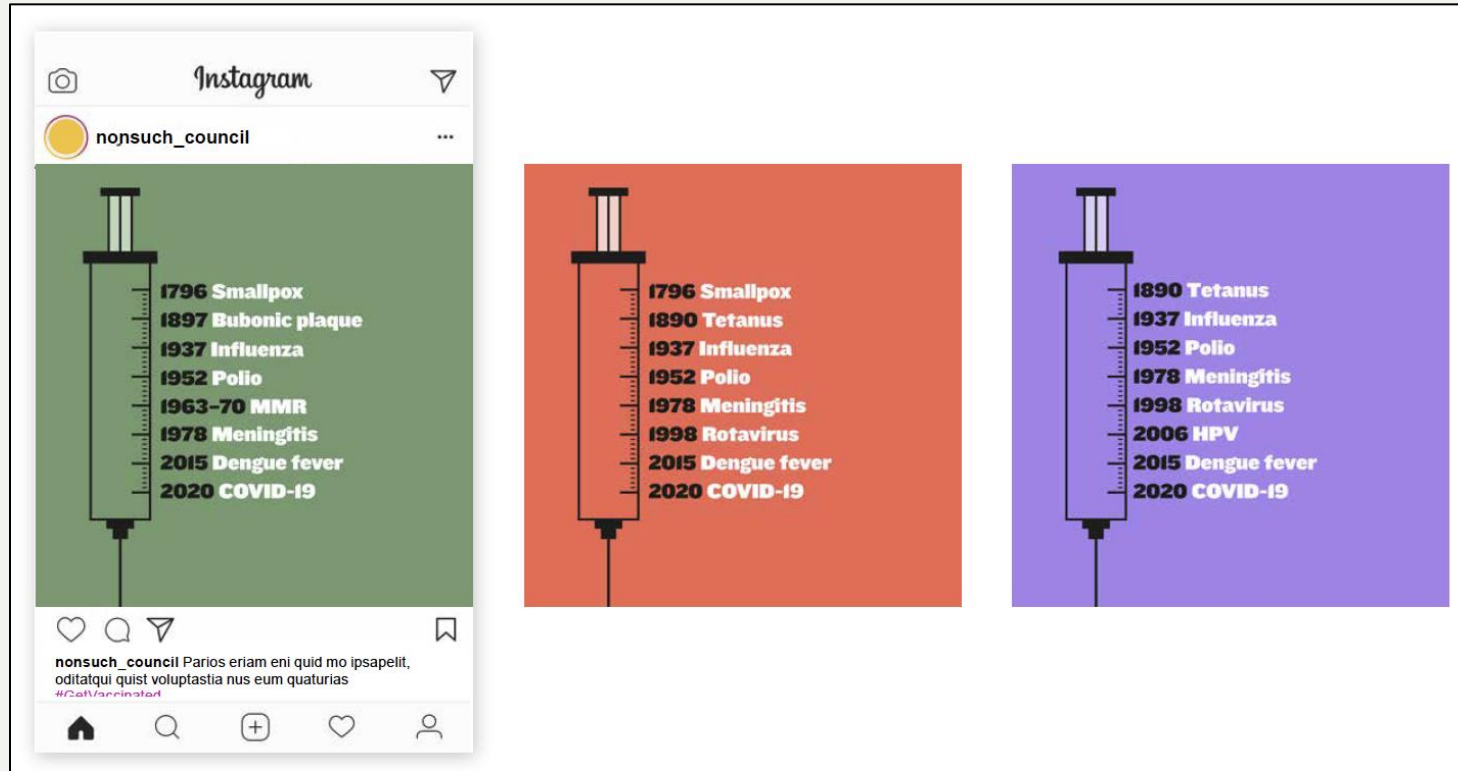 Instagram
nonsuch_council
1796 Smallpox
1897 Bubonic plaque
1937 Influenza
1952 Polio
1963–70 MMR
1978 Meningitis
2015 Dengue fever
2020 COVID-19
nonsuch_council Parios eriam eni quid mo ipsapelit,
oditatqui quist voluptastia nus eum quaturias
#GetVaccinated
1796 Smallpox
1890 Tetanus
1937 Influenza
1952 Polio
1978 Meningitis
1998 Rotavirus
2015 Dengue fever
2020 COVID-19
1890 Tetanus
1937 Influenza
1952 Polio
1978 Meningitis
1998 Rotavirus
2006 HPV
2015 Dengue fever
2020 COVID-19